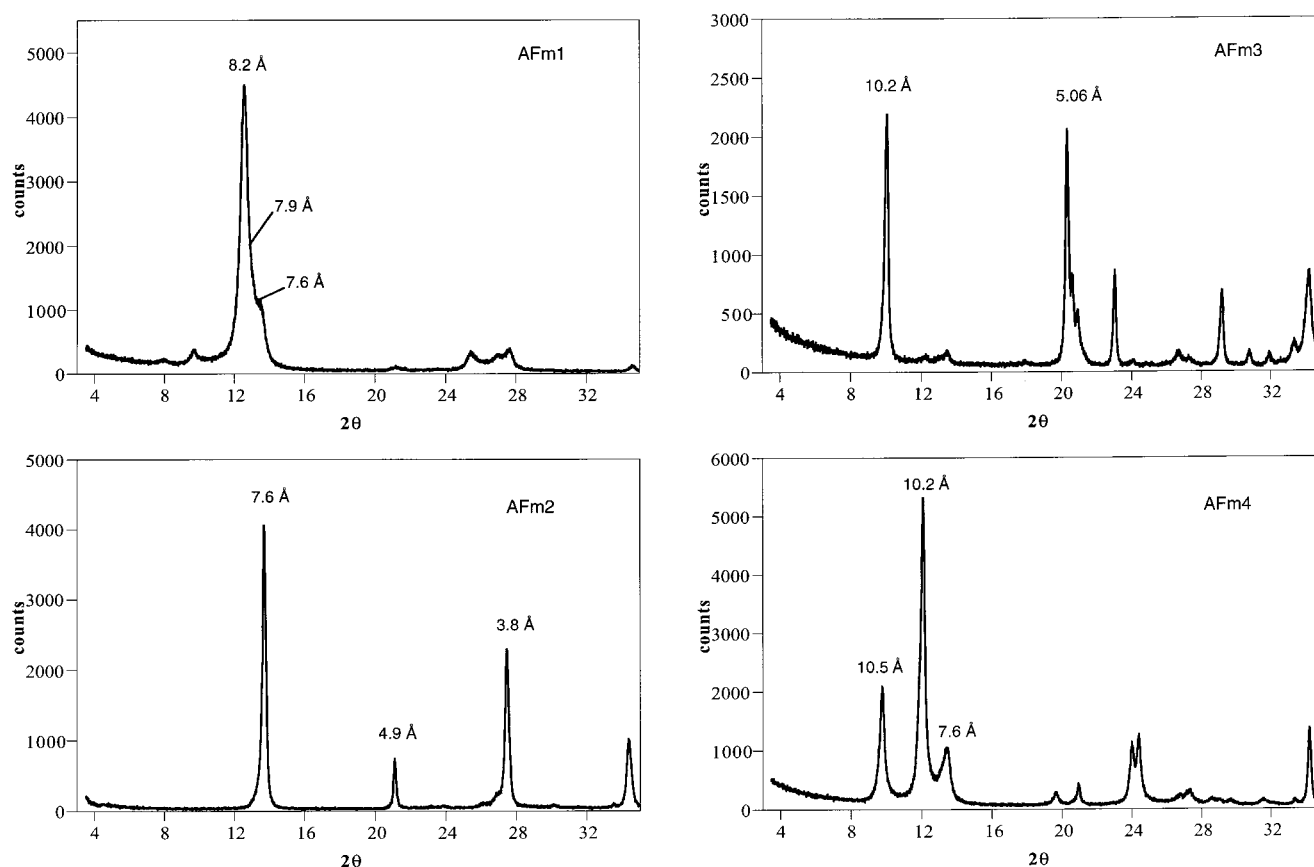 AFm1
8.2 Å
7.9 Å
7.6 Å
5000
4000
3000
2000
1000
0
counts
4 8 12 16 20 24 28 32
2θ
AFm3
10.2 Å
5.06 Å
3000
2500
2000
1500
1000
500
0
counts
4 8 12 16 20 24 28 32
2θ
AFm2
7.6 Å
4.9 Å
3.8 Å
5000
4000
3000
2000
1000
0
counts
4 8 12 16 20 24 28 32
2θ
AFm4
10.2 Å
10.5 Å
7.6 Å
6000
5000
4000
3000
2000
1000
0
counts
4 8 12 16 20 24 28 32
2θ